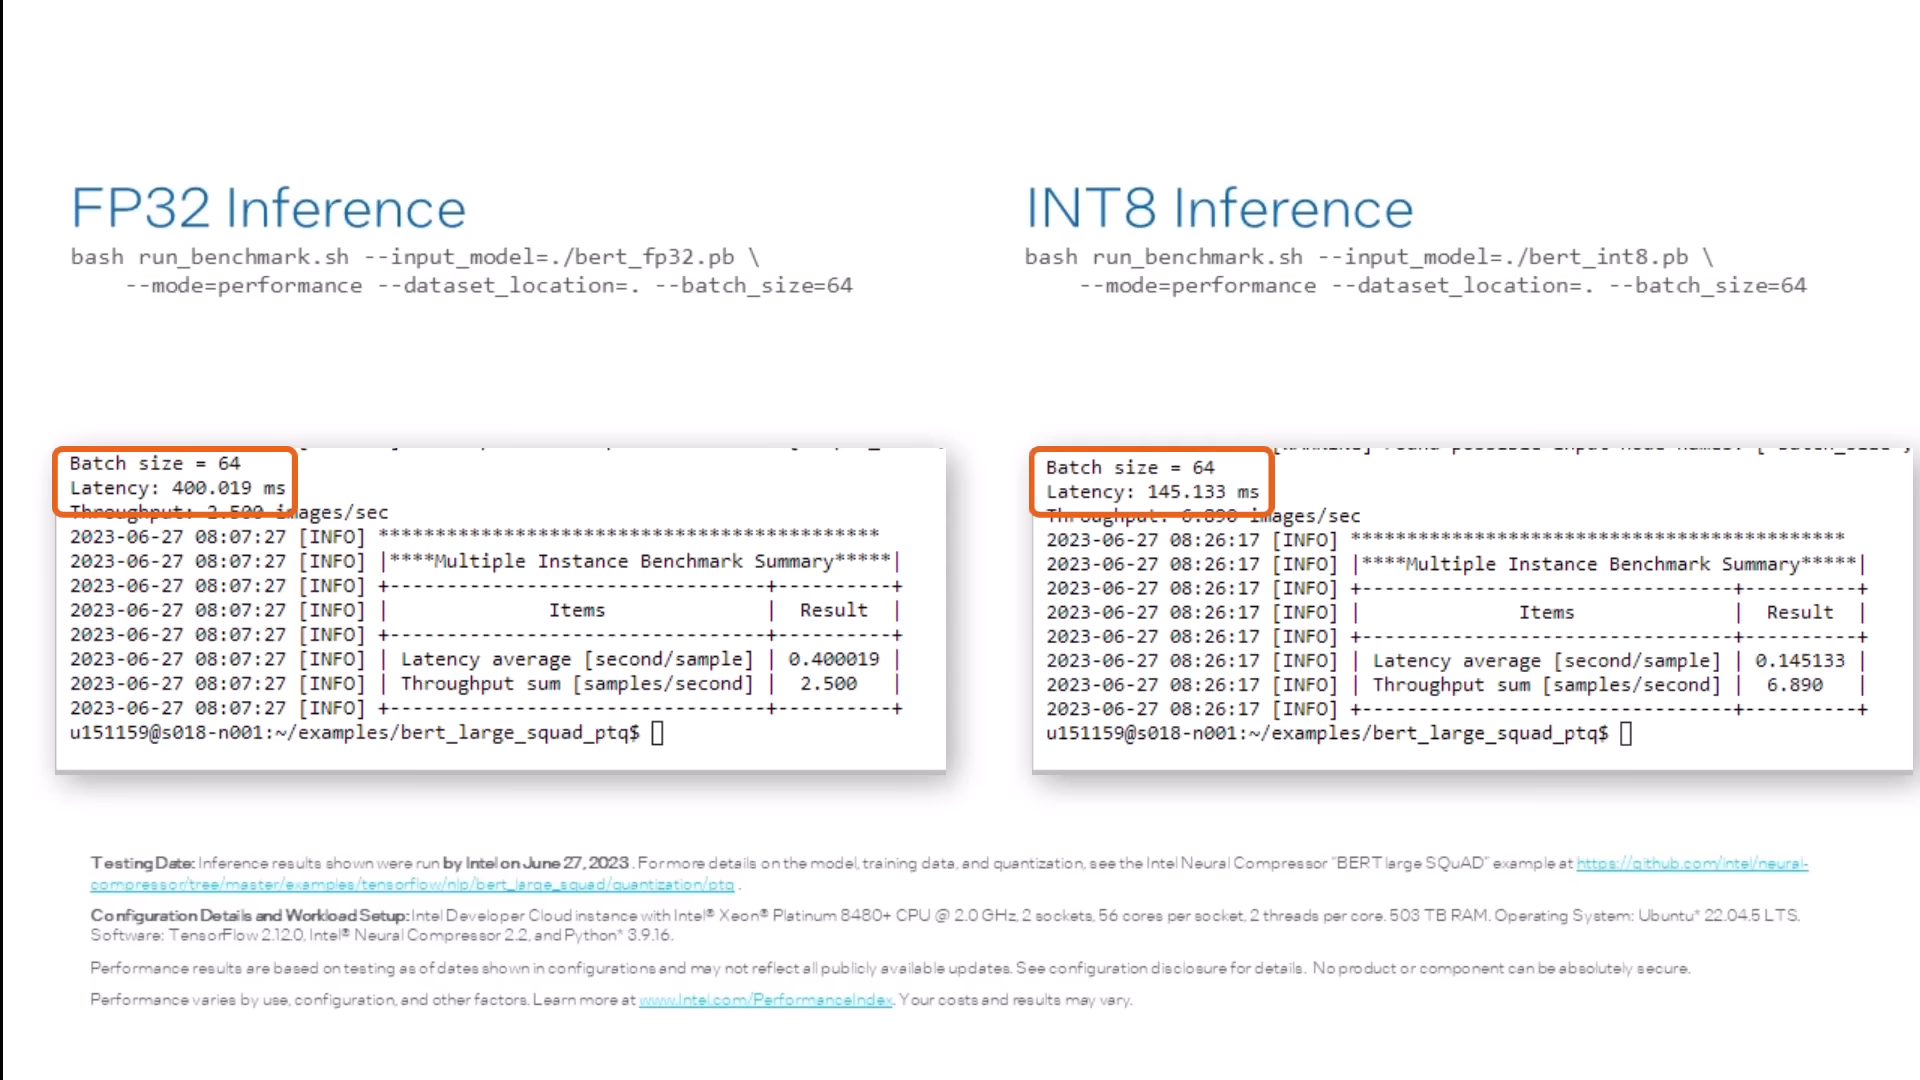 FP32 Inference
bash run_benchmark.sh --input_model=./bert_fp32.pb \
--mode=performance --dataset_location=. --batch_size=64
Batch size = 64
Latency: 400.019 ms
Throughput: 2.500 images/sec
2023-06-27 08:07:27 [INFO] ********************************************
2023-06-27 08:07:27 [INFO] |****Multiple Instance Benchmark Summary*****|
2023-06-27 08:07:27 [INFO] +---------------------------------+----------+
2023-06-27 08:07:27 [INFO] | Items | Result |
2023-06-27 08:07:27 [INFO] +---------------------------------+----------+
2023-06-27 08:07:27 [INFO] | Latency average [second/sample] | 0.400019 |
2023-06-27 08:07:27 [INFO] | Throughput sum [samples/second] | 2.500 |
2023-06-27 08:07:27 [INFO] +---------------------------------+----------+
u151159@s018-n001:~/examples/bert_large_squad_ptq$
INT8 Inference
bash run_benchmark.sh --input_model=./bert_int8.pb \
--mode=performance --dataset_location=. --batch_size=64
Batch size = 64
Latency: 145.133 ms
Throughput: 6.890 images/sec
2023-06-27 08:26:17 [INFO] ********************************************
2023-06-27 08:26:17 [INFO] |****Multiple Instance Benchmark Summary*****|
2023-06-27 08:26:17 [INFO] +---------------------------------+----------+
2023-06-27 08:26:17 [INFO] | Items | Result |
2023-06-27 08:26:17 [INFO] +---------------------------------+----------+
2023-06-27 08:26:17 [INFO] | Latency average [second/sample] | 0.145133 |
2023-06-27 08:26:17 [INFO] | Throughput sum [samples/second] | 6.890 |
2023-06-27 08:26:17 [INFO] +---------------------------------+----------+
u151159@s018-n001:~/examples/bert_large_squad_ptq$
Testing Date: Inference results shown were run by Intel on June 27, 2023 . For more details on the model, training data, and quantization, see the Intel Neural Compressor “BERT large SQuAD” example at https://github.com/intel/neural-
compressor/tree/master/examples/tensorflow/nlp/bert_large_squad/quantization/ptq .
Configuration Details and Workload Setup: Intel Developer Cloud instance with Intel® Xeon® Platinum 8480+ CPU @ 2.0 GHz, 2 sockets, 56 cores per socket, 2 threads per core. 503 TB RAM. Operating System: Ubuntu* 22.04.5 LTS.
Software: TensorFlow 2.12.0, Intel® Neural Compressor 2.2, and Python* 3.9.16.
Performance results are based on testing as of dates shown in configurations and may not reflect all publicly available updates. See configuration disclosure for details. No product or component can be absolutely secure.
Performance varies by use, configuration, and other factors. Learn more at www.Intel.com/PerformanceIndex. Your costs and results may vary.